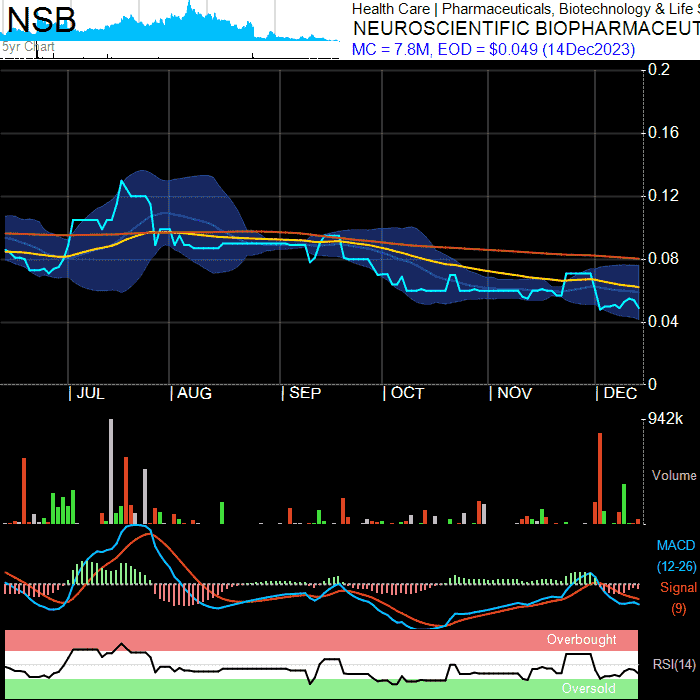 NSB
5yr Chart
Health Care | Pharmaceuticals, Biotechnology & Life S
NEUROSCIENTIFIC BIOPHARMACEUT
MC = 7.8M, EOD = $0.049 (14Dec2023)
0.2
0.16
0.12
0.08
0.04
0
| JUL | AUG | SEP | OCT | NOV | DEC
942k
Volume
MACD
(12-26)
Signal
(9)
Overbought
RSI(14)
Oversold